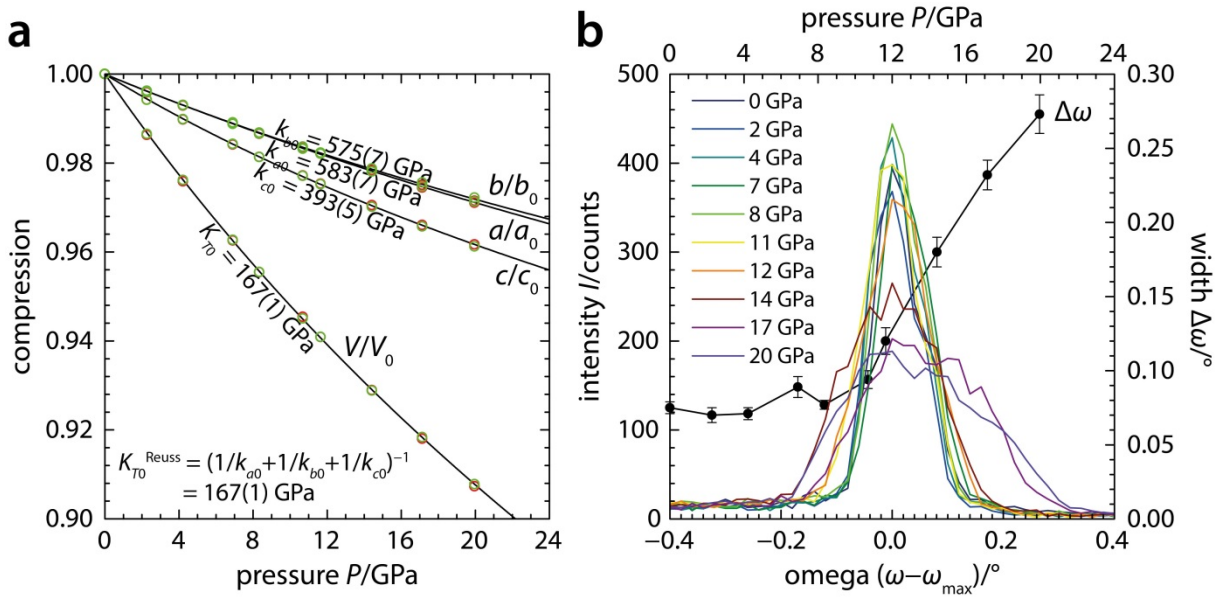 a
1.00
0.98
0.96
0.94
0.92
0.90
compression
0 4 8 12 16 20 24
pressure P/GPa
k_b0 = 575(7) GPa
k_a0 = 583(7) GPa
k_c0 = 393(5) GPa
K_T0 = 167(1) GPa
b/b₀
a/a₀
c/c₀
V/V₀
K_T0^Reuss = (1/k_a0+1/k_b0+1/k_c0)⁻¹
= 167(1) GPa
b
pressure P/GPa
0 4 8 12 16 20 24
500
400
300
200
100
0
intensity I/counts
0 GPa
2 GPa
4 GPa
7 GPa
8 GPa
11 GPa
12 GPa
14 GPa
17 GPa
20 GPa
Δω
0.30
0.25
0.20
0.15
0.10
0.05
0.00
width Δω/°
−0.4 −0.2 0.0 0.2 0.4
omega (ω−ω_max)/°